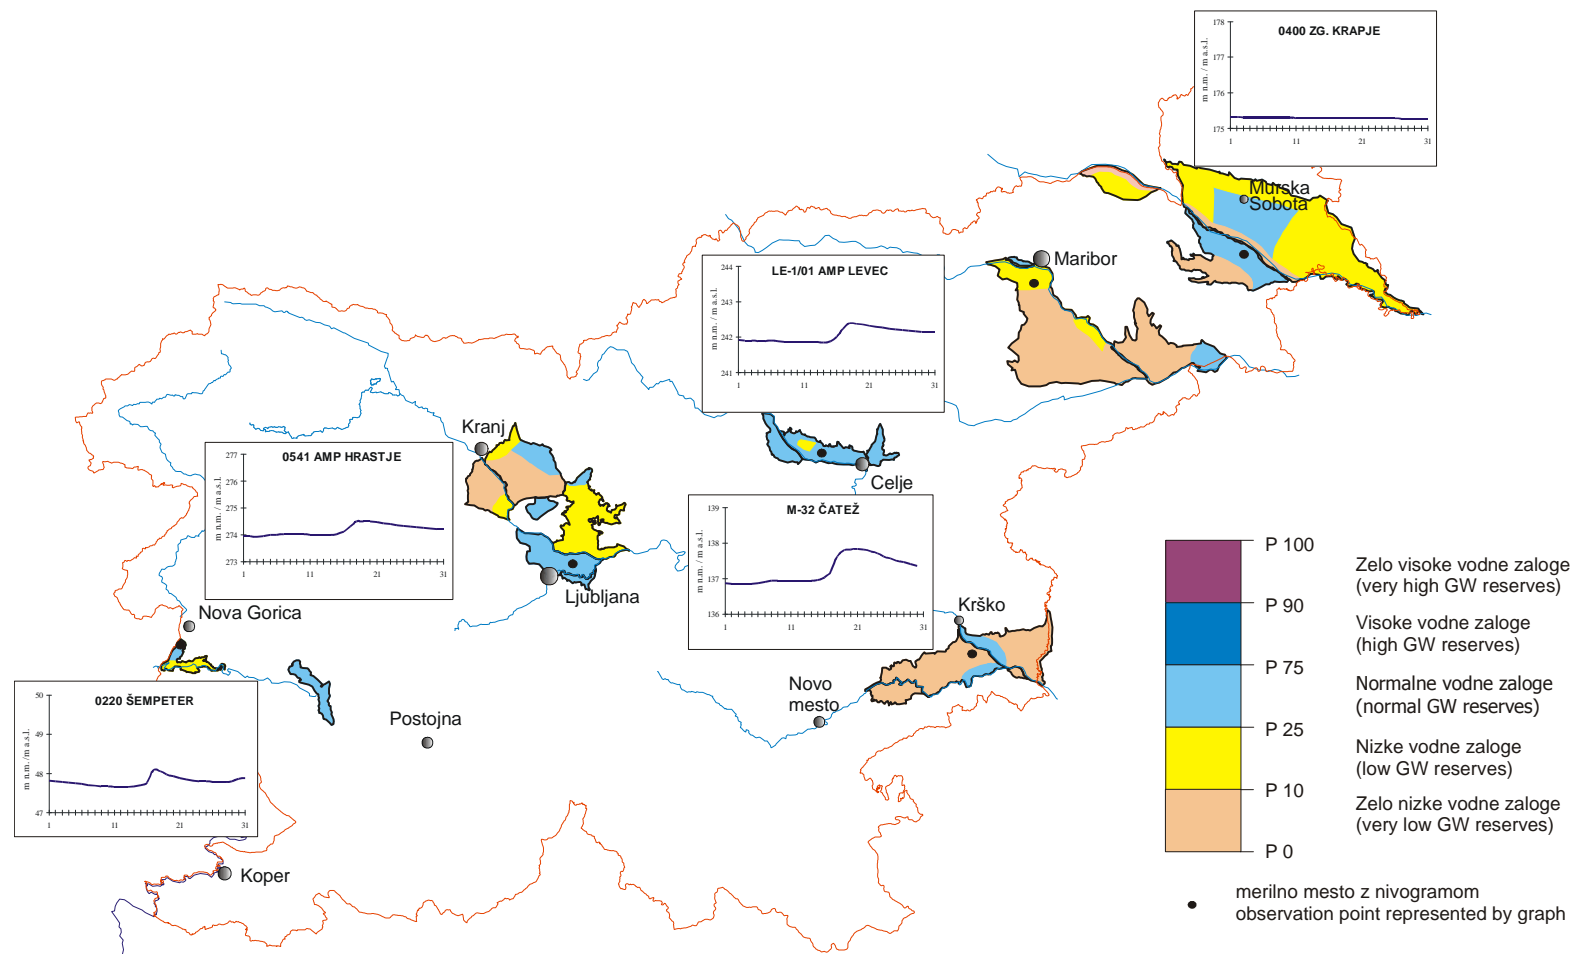 0400 ZG. KRAPJE
m n.m. / m a.s.l.
178
177
176
175
1
11
21
31
Murska
Sobota
Maribor
LE-1/01 AMP LEVEC
m n.m. / m a.s.l.
244
243
242
241
1
11
21
31
Kranj
0541 AMP HRASTJE
m n.m. / m a.s.l.
277
276
275
274
273
1
11
21
31
Celje
M-32 ČATEŽ
m n.m. / m a.s.l.
139
138
137
136
1
11
21
31
Ljubljana
Nova Gorica
Krško
Novo
mesto
Postojna
0220 ŠEMPETER
m n.m. /m a.s.l.
50
49
48
47
1
11
21
31
Koper
P 100
Zelo visoke vodne zaloge
(very high GW reserves)
P 90
Visoke vodne zaloge
(high GW reserves)
P 75
Normalne vodne zaloge
(normal GW reserves)
P 25
Nizke vodne zaloge
(low GW reserves)
P 10
Zelo nizke vodne zaloge
(very low GW reserves)
P 0
merilno mesto z nivogramom
observation point represented by graph